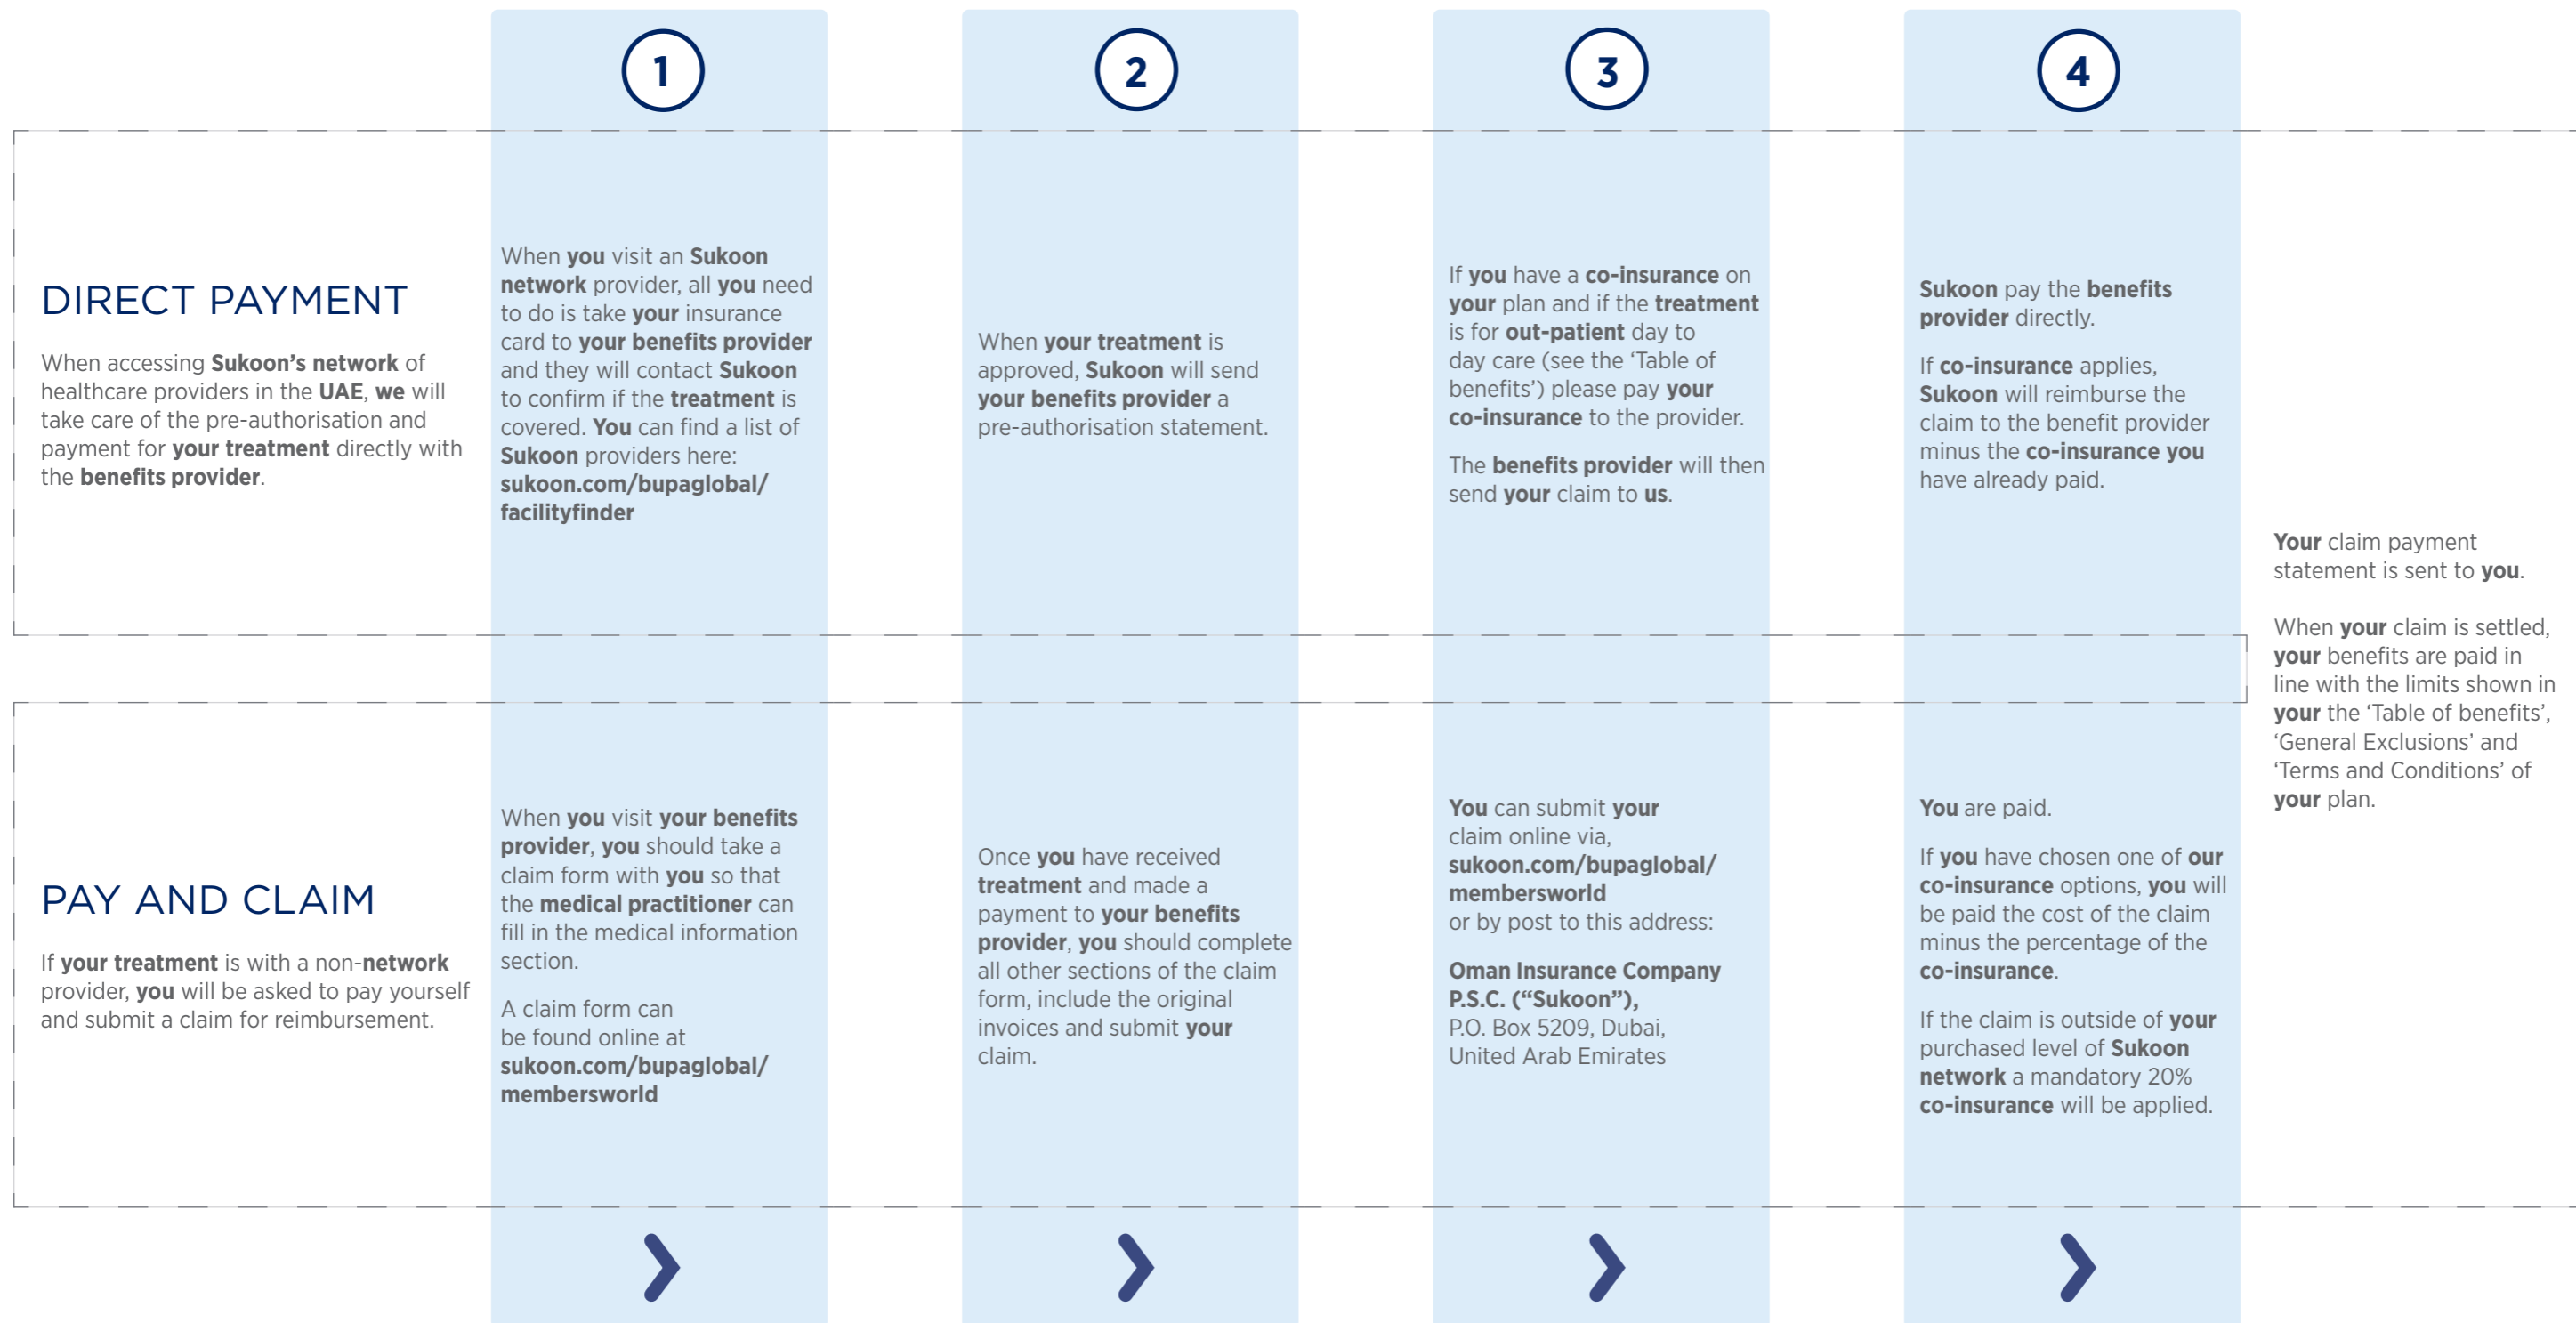 1
2
3
4
DIRECT PAYMENT
When accessing Sukoon's network of
healthcare providers in the UAE, we will
take care of the pre-authorisation and
payment for your treatment directly with
the benefits provider.
When you visit an Sukoon
network provider, all you need
to do is take your insurance
card to your benefits provider
and they will contact Sukoon
to confirm if the treatment is
covered. You can find a list of
Sukoon providers here:
sukoon.com/bupaglobal/
facilityfinder
When your treatment is
approved, Sukoon will send
your benefits provider a
pre-authorisation statement.
If you have a co-insurance on
your plan and if the treatment
is for out-patient day to
day care (see the ‘Table of
benefits’) please pay your
co-insurance to the provider.
The benefits provider will then
send your claim to us.
Sukoon pay the benefits
provider directly.
If co-insurance applies,
Sukoon will reimburse the
claim to the benefit provider
minus the co-insurance you
have already paid.
PAY AND CLAIM
If your treatment is with a non-network
provider, you will be asked to pay yourself
and submit a claim for reimbursement.
When you visit your benefits
provider, you should take a
claim form with you so that
the medical practitioner can
fill in the medical information
section.
A claim form can
be found online at
sukoon.com/bupaglobal/
membersworld
Once you have received
treatment and made a
payment to your benefits
provider, you should complete
all other sections of the claim
form, include the original
invoices and submit your
claim.
You can submit your
claim online via,
sukoon.com/bupaglobal/
membersworld
or by post to this address:
Oman Insurance Company
P.S.C. (“Sukoon”),
P.O. Box 5209, Dubai,
United Arab Emirates
You are paid.
If you have chosen one of our
co-insurance options, you will
be paid the cost of the claim
minus the percentage of the
co-insurance.
If the claim is outside of your
purchased level of Sukoon
network a mandatory 20%
co-insurance will be applied.
Your claim payment
statement is sent to you.
When your claim is settled,
your benefits are paid in
line with the limits shown in
your the ‘Table of benefits’,
‘General Exclusions’ and
‘Terms and Conditions’ of
your plan.